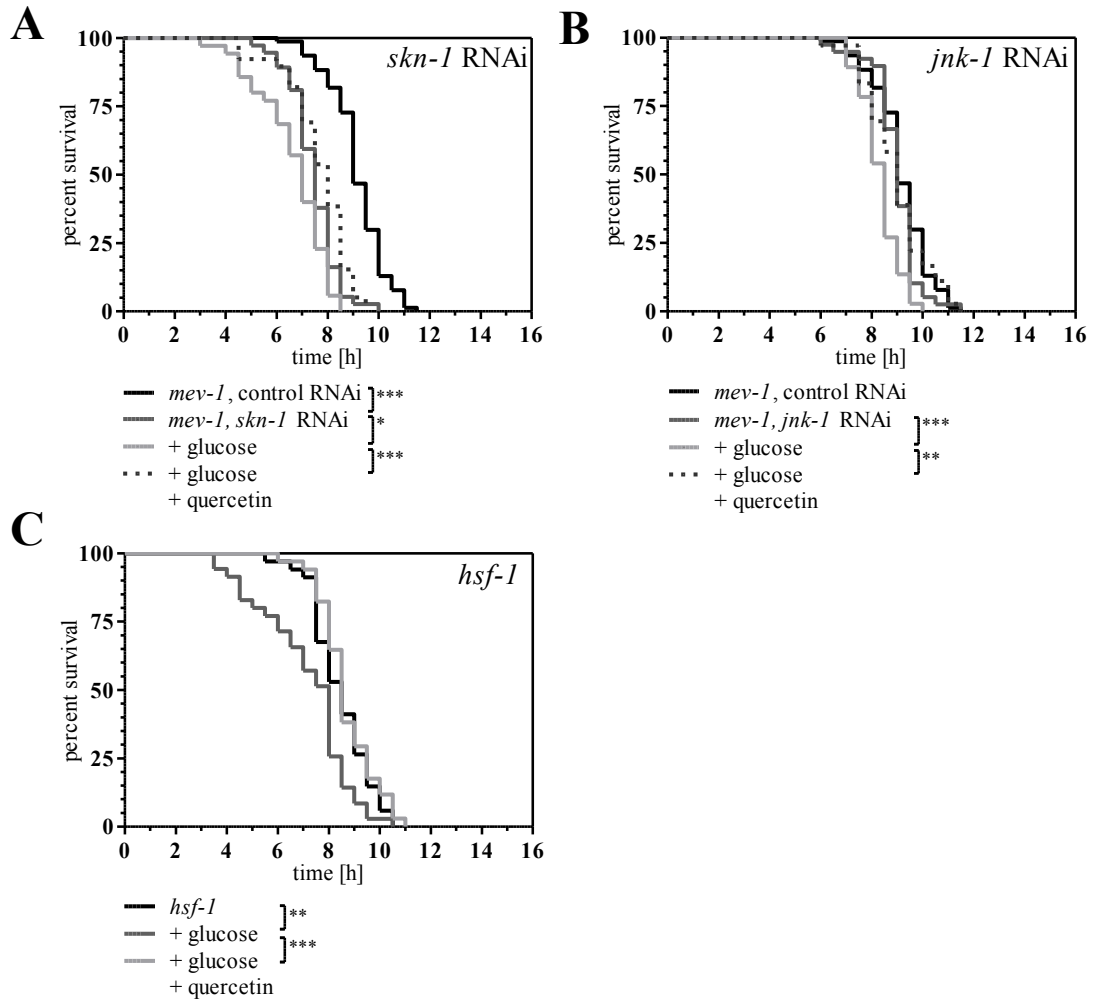 A
100
75
50
25
0
percent survival
skn-1 RNAi
0 2 4 6 8 10 12 14 16
time [h]
mev-1, control RNAi ***
mev-1, skn-1 RNAi *
+ glucose ***
+ glucose
+ quercetin
B
100
75
50
25
0
percent survival
jnk-1 RNAi
0 2 4 6 8 10 12 14 16
time [h]
mev-1, control RNAi
mev-1, jnk-1 RNAi ***
+ glucose **
+ glucose
+ quercetin
C
100
75
50
25
0
percent survival
hsf-1
0 2 4 6 8 10 12 14 16
time [h]
hsf-1 **
+ glucose ***
+ glucose
+ quercetin